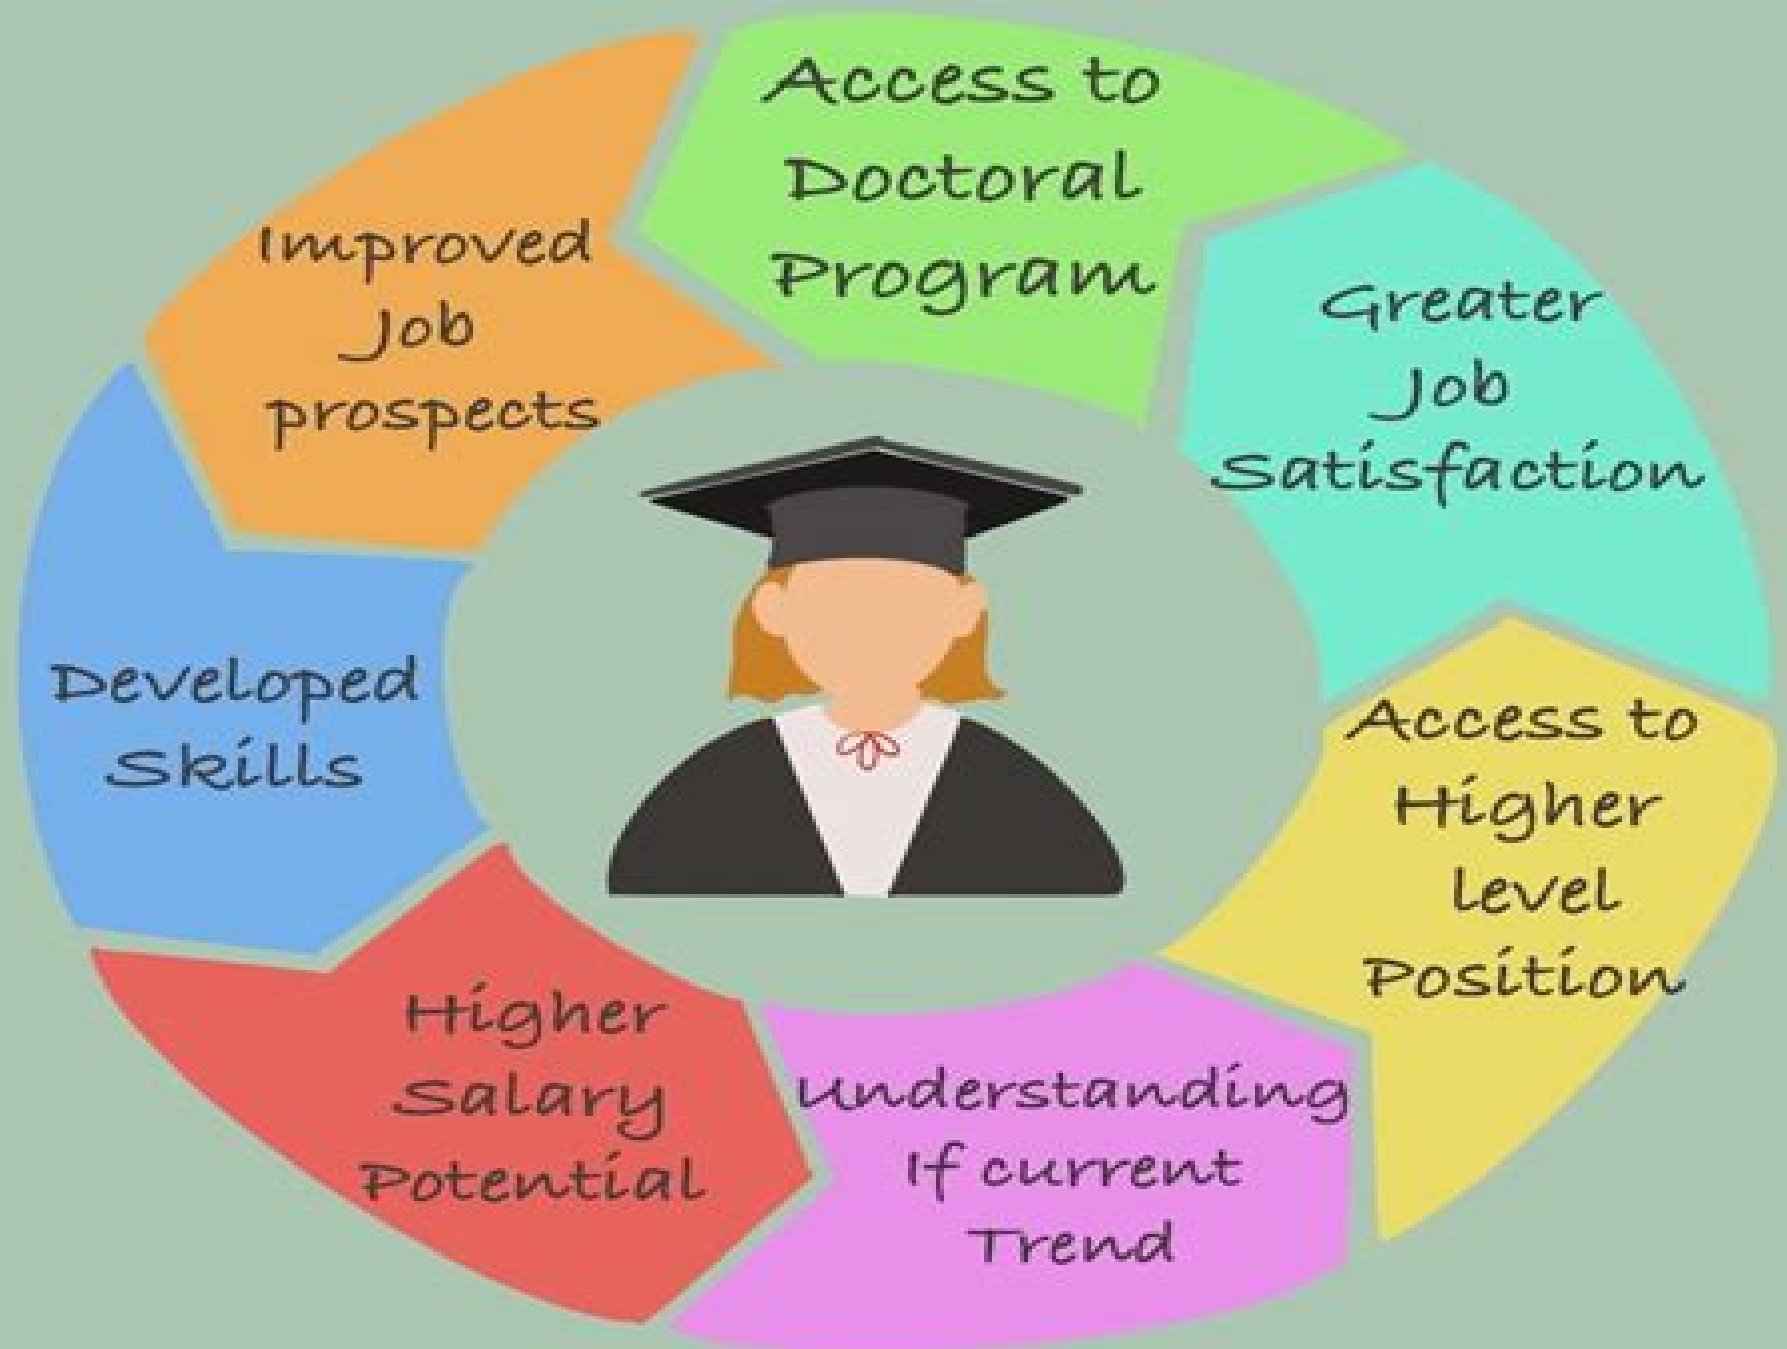 Access to
Doctoral
Program
Greater
Job
Satisfaction
Access to
Higher
level
Position
Understanding
If current
Trend
Higher
Salary
Potential
Developed
Skills
Improved
Job
prospects